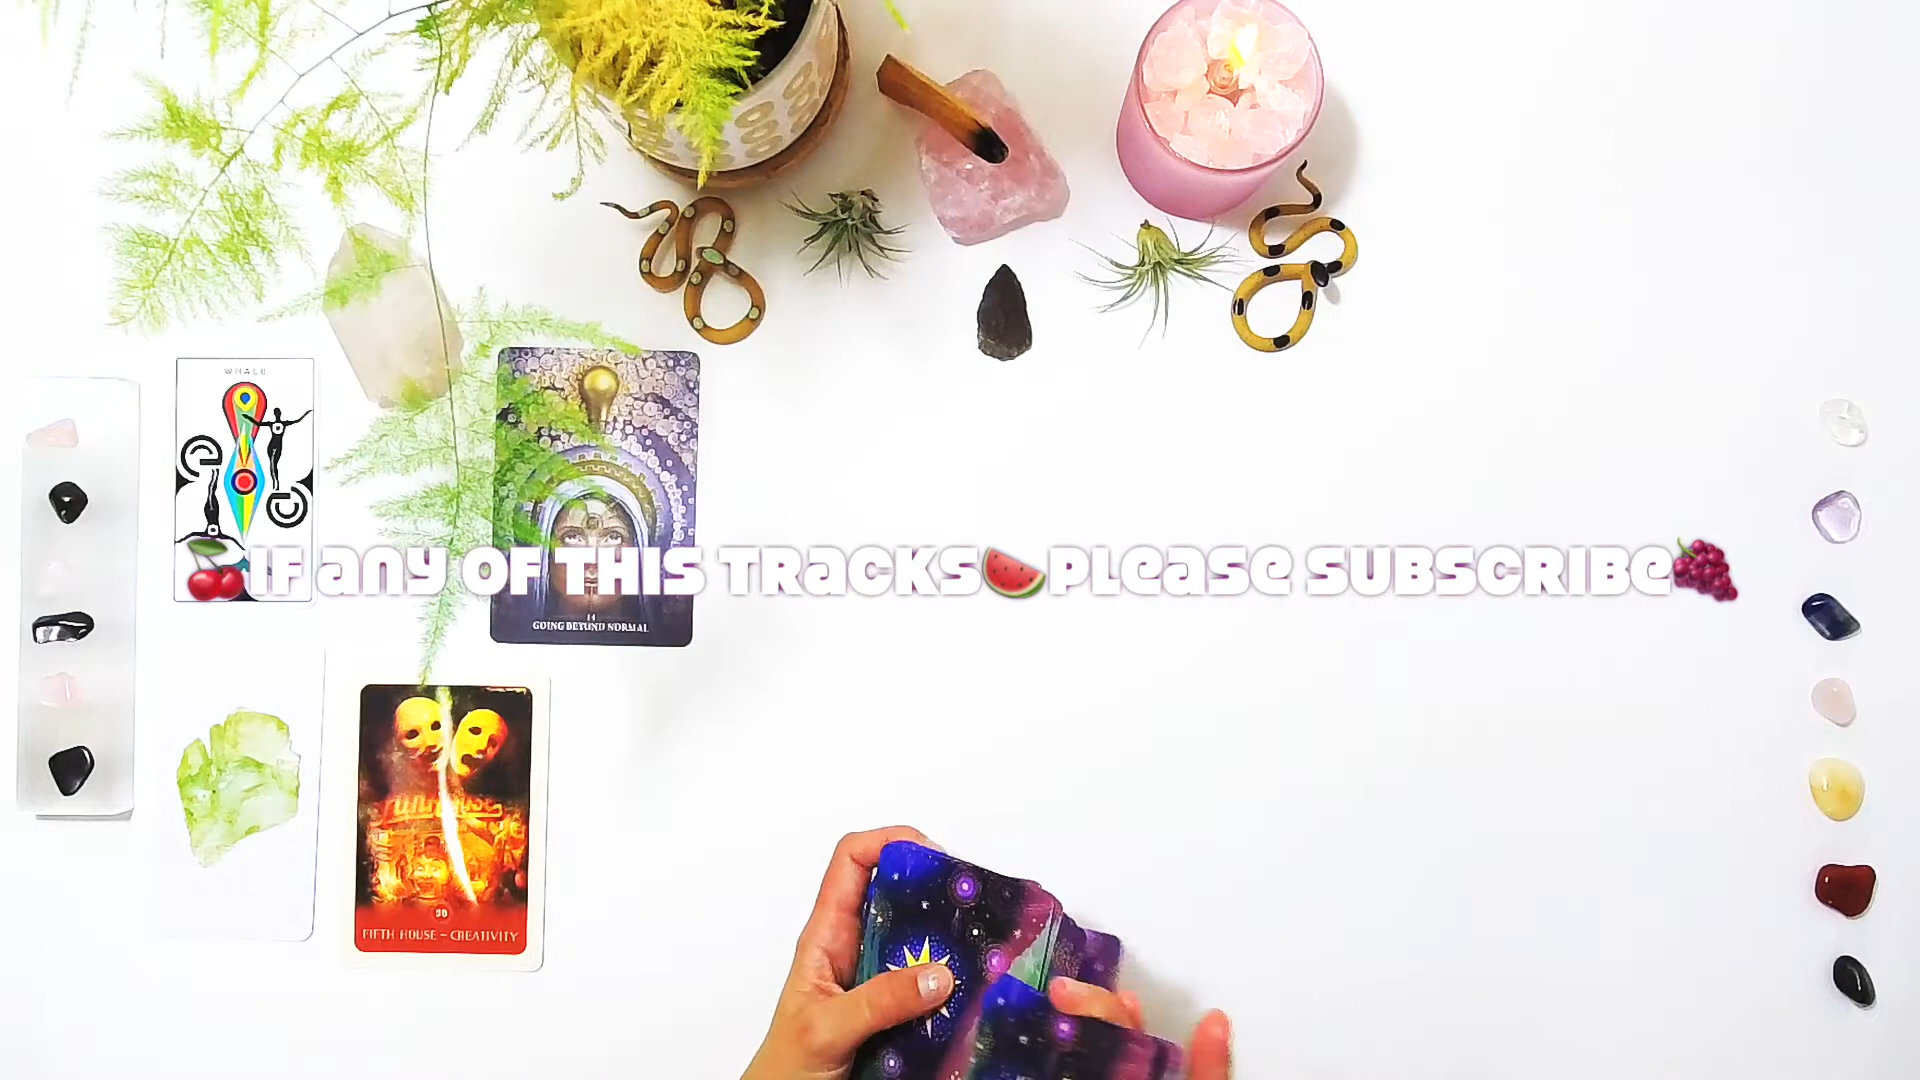 WHALE
🍒IF any OF THIS TRACKS🍉PLEASE SUBSCRIBE🍇
14
GOING BEYOND NORMAL
30
FIFTH HOUSE ~ CREATIVITY